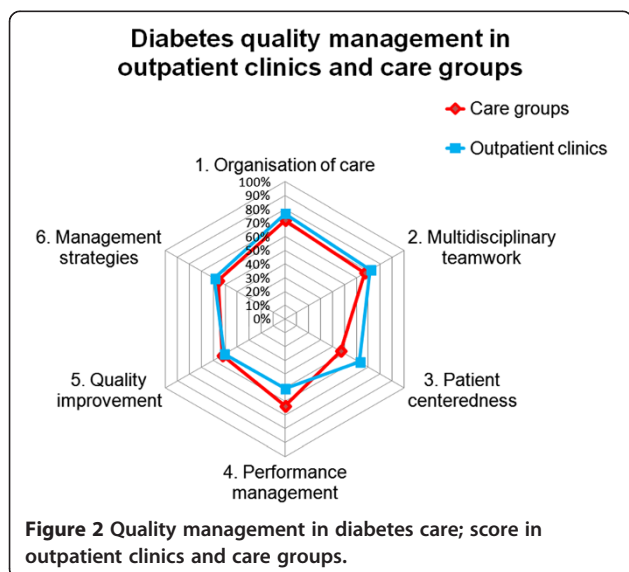 Diabetes quality management in
outpatient clinics and care groups
Care groups
Outpatient clinics
1. Organisation of care
100%
90%
80%
70%
60%
50%
40%
30%
20%
10%
0%
2. Multidisciplinary
teamwork
3. Patient
centeredness
4. Performance
management
5. Quality
improvement
6. Management
strategies
Figure 2 Quality management in diabetes care; score in
outpatient clinics and care groups.